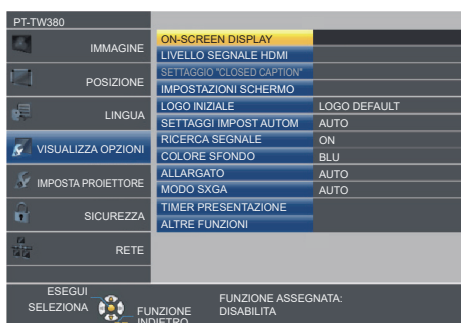 PT-TW380
IMMAGINE
POSIZIONE
LINGUA
VISUALIZZA OPZIONI
IMPOSTA PROIETTORE
SICUREZZA
RETE
ON-SCREEN DISPLAY
LIVELLO SEGNALE HDMI
SETTAGGIO "CLOSED CAPTION"
IMPOSTAZIONI SCHERMO
LOGO INIZIALE LOGO DEFAULT
SETTAGGI IMPOST AUTOM AUTO
RICERCA SEGNALE ON
COLORE SFONDO BLU
ALLARGATO AUTO
MODO SXGA AUTO
TIMER PRESENTAZIONE
ALTRE FUNZIONI
ESEGUI
SELEZIONA
FUNZIONE
INDIETRO
FUNZIONE ASSEGNATA:
DISABILITA